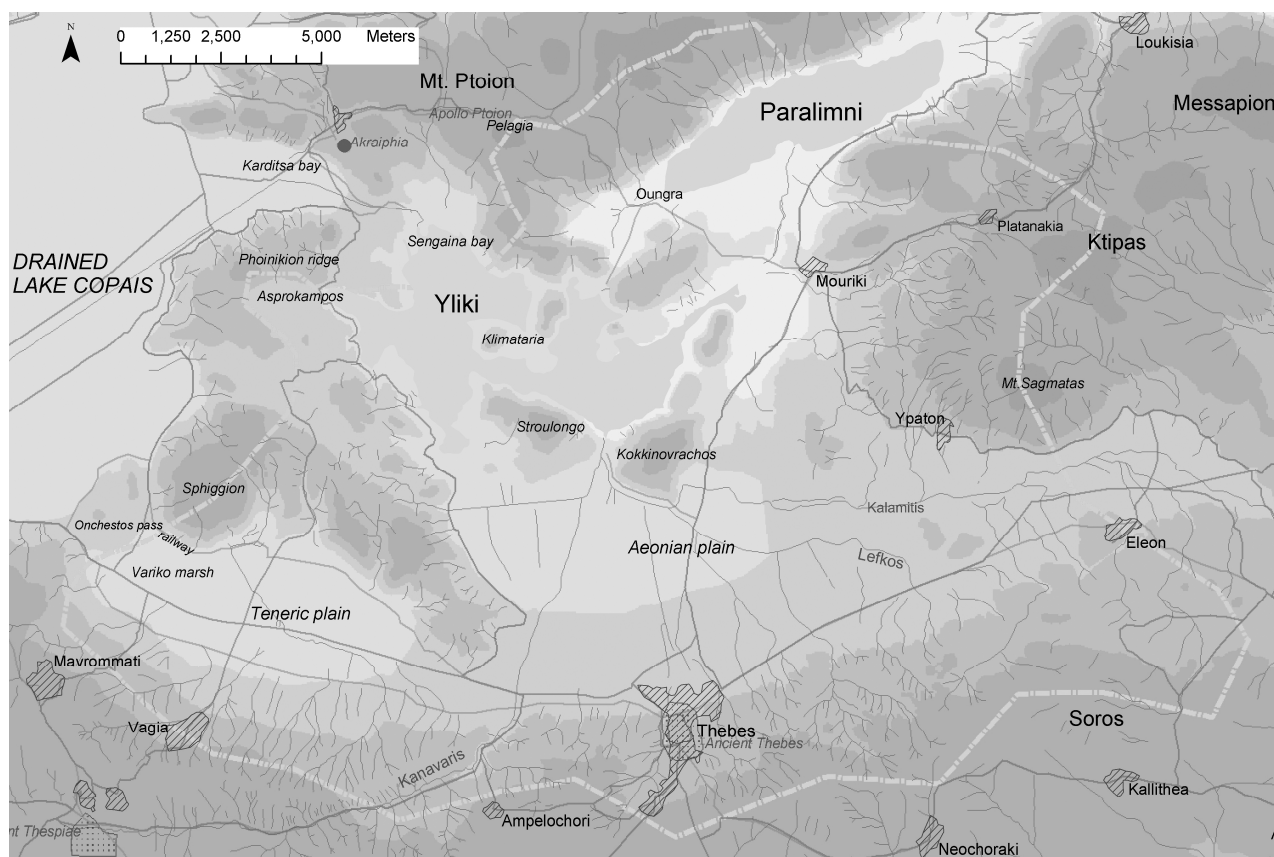 N
0 1,250 2,500 5,000 Meters
Loukisia
Mt. Ptoion
Messapion
Paralimni
Apollo Ptoion
Pelagia
Akraiphia
Karditsa bay
Oungra
Platanakia
Sengaina bay
Ktipas
DRAINED
LAKE COPAIS
Phoinikion ridge
Mouriki
Asprokampos
Yliki
Klimataria
Mt.Sagmatas
Ypaton
Stroulongo
Kokkinovrachos
Sphiggion
Kalamitis
Onchestos pass
railway
Aeonian plain
Eleon
Lefkos
Variko marsh
Teneric plain
Mavrommati
Soros
Vagia
Thebes
Ancient Thebes
Kanavaris
Kallithea
Ampelochori
nt Thespiae
Neochoraki